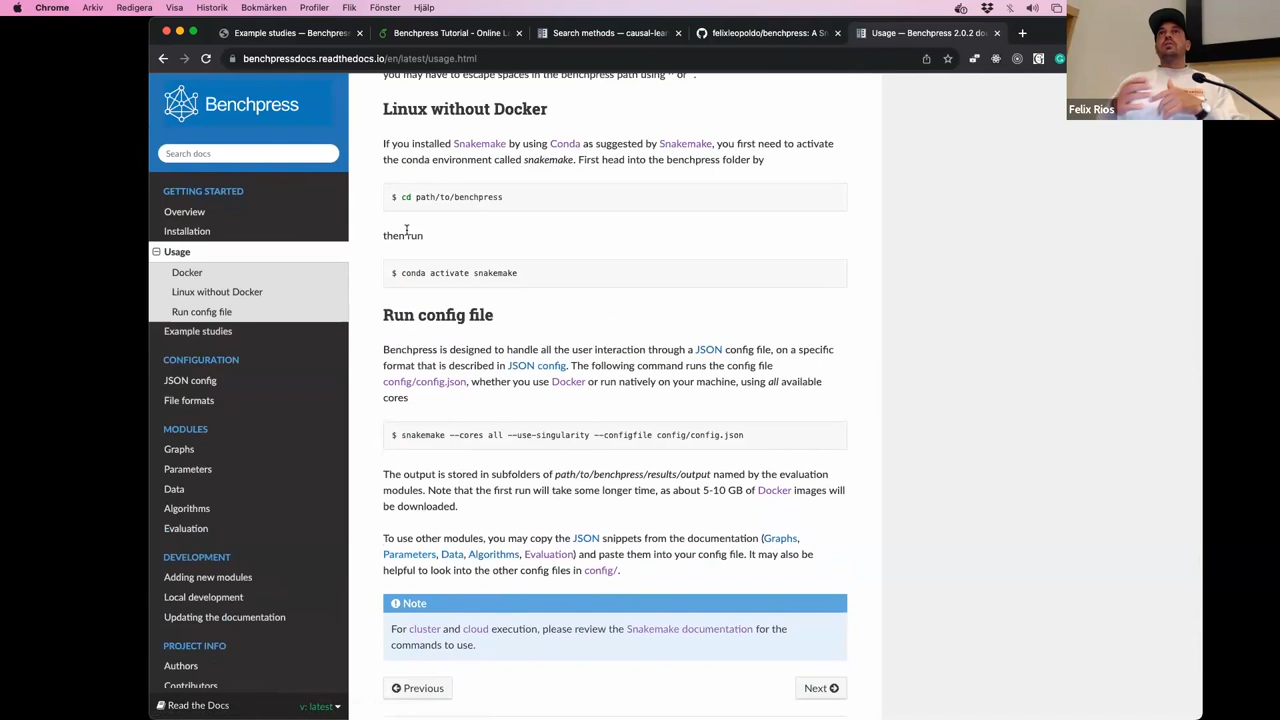 Chrome Arkiv Redigera Visa Historik Bokmärken Profiler Flik Fönster Hjälp
Example studies — Benchpress
Benchpress Tutorial - Online L
Search methods — causal-lear
felixleopoldo/benchpress: A S
Usage — Benchpress 2.0.2 do
benchpressdocs.readthedocs.io/en/latest/usage.html
Felix Rios
Benchpress
Search docs
GETTING STARTED
Overview
Installation
Usage
Docker
Linux without Docker
Run config file
Example studies
CONFIGURATION
JSON config
File formats
MODULES
Graphs
Parameters
Data
Algorithms
Evaluation
DEVELOPMENT
Adding new modules
Local development
Updating the documentation
PROJECT INFO
Authors
Contributors
Read the Docs v: latest
you may have to escape spaces in the benchpress path using
Linux without Docker
If you installed Snakemake by using Conda as suggested by Snakemake, you first need to activate
the conda environment called snakemake. First head into the benchpress folder by
$ cd path/to/benchpress
then run
$ conda activate snakemake
Run config file
Benchpress is designed to handle all the user interaction through a JSON config file, on a specific
format that is described in JSON config. The following command runs the config file
config/config.json, whether you use Docker or run natively on your machine, using all available
cores
$ snakemake --cores all --use-singularity --configfile config/config.json
The output is stored in subfolders of path/to/benchpress/results/output named by the evaluation
modules. Note that the first run will take some longer time, as about 5-10 GB of Docker images will
be downloaded.
To use other modules, you may copy the JSON snippets from the documentation (Graphs,
Parameters, Data, Algorithms, Evaluation) and paste them into your config file. It may also be
helpful to look into the other config files in config/.
Note
For cluster and cloud execution, please review the Snakemake documentation for the
commands to use.
Previous
Next